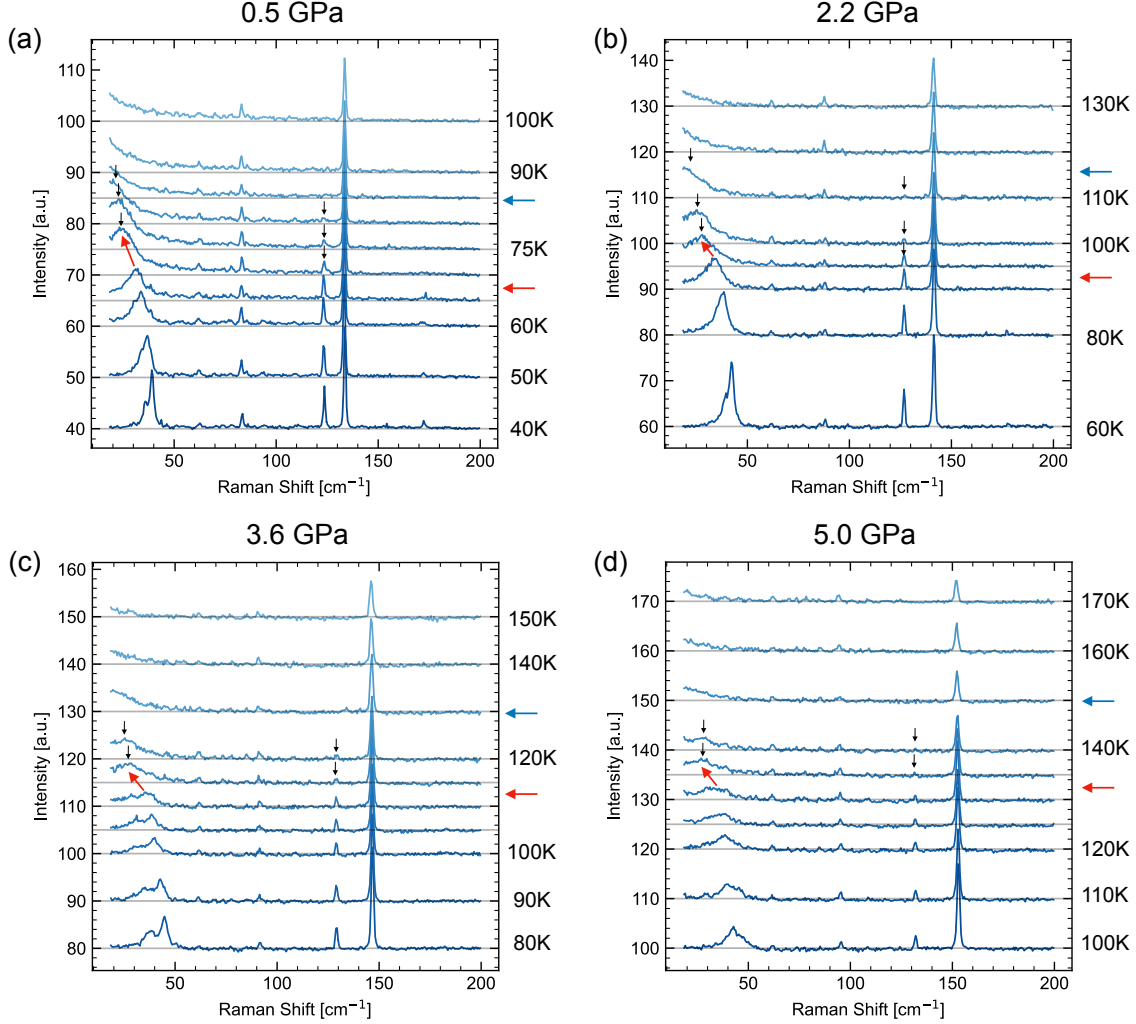 0.5 GPa
(a)
110
100
90
80
70
60
50
40
50
100
150
200
Intensity [a.u.]
Raman Shift [cm⁻¹]
100K
90K
75K
60K
50K
40K
2.2 GPa
(b)
140
130
120
110
100
90
80
70
60
50
100
150
200
Intensity [a.u.]
Raman Shift [cm⁻¹]
130K
110K
100K
80K
60K
3.6 GPa
(c)
160
150
140
130
120
110
100
90
80
50
100
150
200
Intensity [a.u.]
Raman Shift [cm⁻¹]
150K
140K
120K
100K
90K
80K
5.0 GPa
(d)
170
160
150
140
130
120
110
100
50
100
150
200
Intensity [a.u.]
Raman Shift [cm⁻¹]
170K
160K
140K
120K
110K
100K